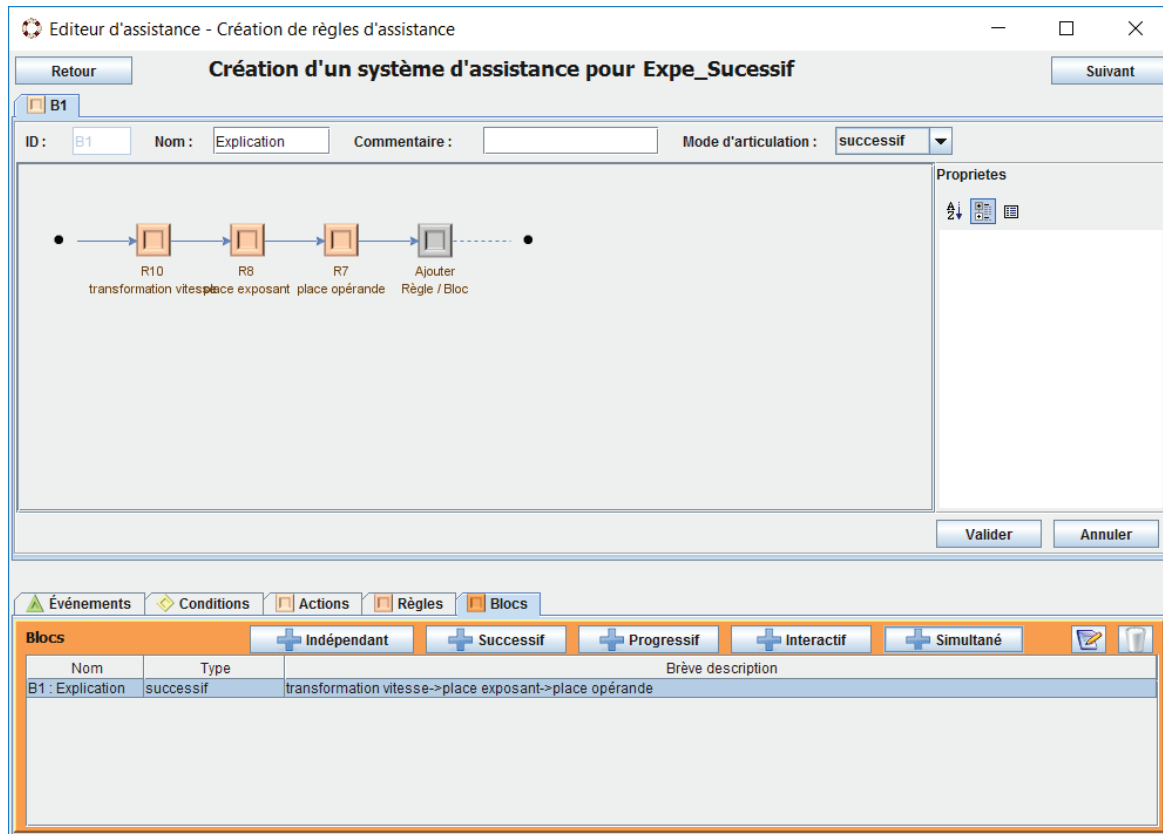 Editeur d'assistance - Création de règles d'assistance
Retour
Création d'un système d'assistance pour Expe_Sucessif
Suivant
B1
ID : B1 Nom : Explication Commentaire : Mode d'articulation : successif
Proprietes
R10 R8 R7 Ajouter
transformation vitesse place exposant place opérande Règle / Bloc
Valider Annuler
Événements Conditions Actions Règles Blocs
Blocs Indépendant Successif Progressif Interactif Simultané
Nom Type Brève description
B1 : Explication successif transformation vitesse->place exposant->place opérande